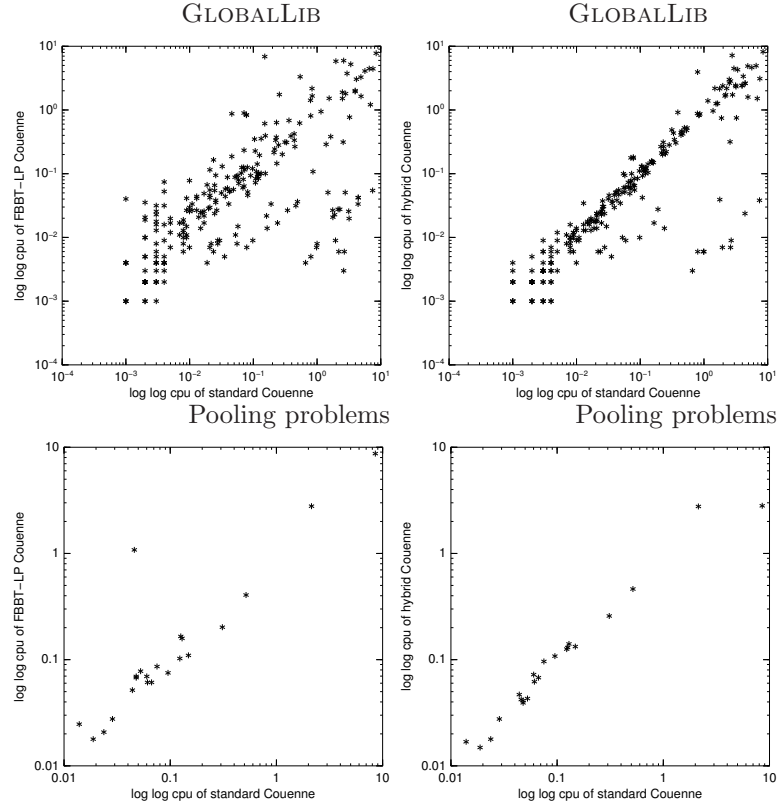 GLOBALLIB
GLOBALLIB
10^1
10^0
10^−1
10^−2
10^−3
10^−4
log log cpu of FBBT−LP Couenne
10^−4 10^−3 10^−2 10^−1 10^0 10^1
log log cpu of standard Couenne
10^1
10^0
10^−1
10^−2
10^−3
10^−4
log log cpu of hybrid Couenne
10^−4 10^−3 10^−2 10^−1 10^0 10^1
log log cpu of standard Couenne
Pooling problems
Pooling problems
10
1
0.1
0.01
log log cpu of FBBT−LP Couenne
0.01 0.1 1 10
log log cpu of standard Couenne
10
1
0.1
0.01
log log cpu of hybrid Couenne
0.01 0.1 1 10
log log cpu of standard Couenne